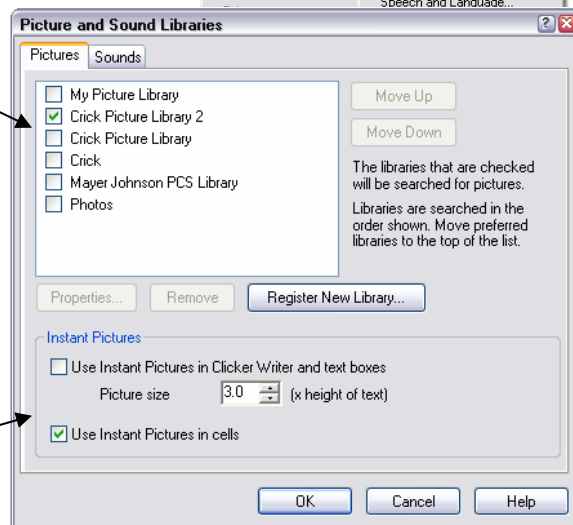 Speech and Language...
Picture and Sound Libraries
Pictures Sounds
My Picture Library
Crick Picture Library 2
Crick Picture Library
Crick
Mayer Johnson PCS Library
Photos
Move Up
Move Down
The libraries that are checked
will be searched for pictures.
Libraries are searched in the
order shown. Move preferred
libraries to the top of the list.
Properties... Remove Register New Library...
Instant Pictures
Use Instant Pictures in Clicker Writer and text boxes
Picture size 3.0 (x height of text)
Use Instant Pictures in cells
OK Cancel Help